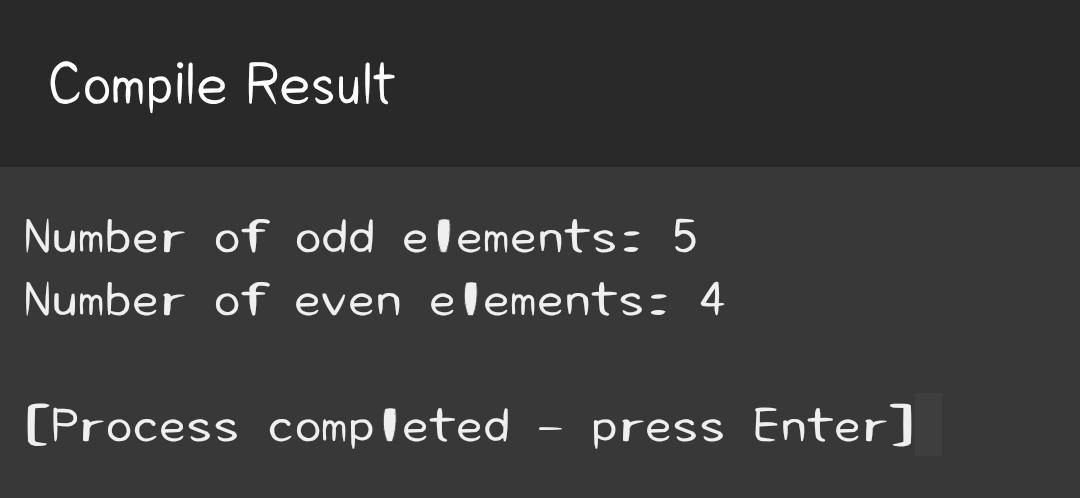 Compile Result
Number of odd elements: 5
Number of even elements: 4
[Process completed - press Enter]